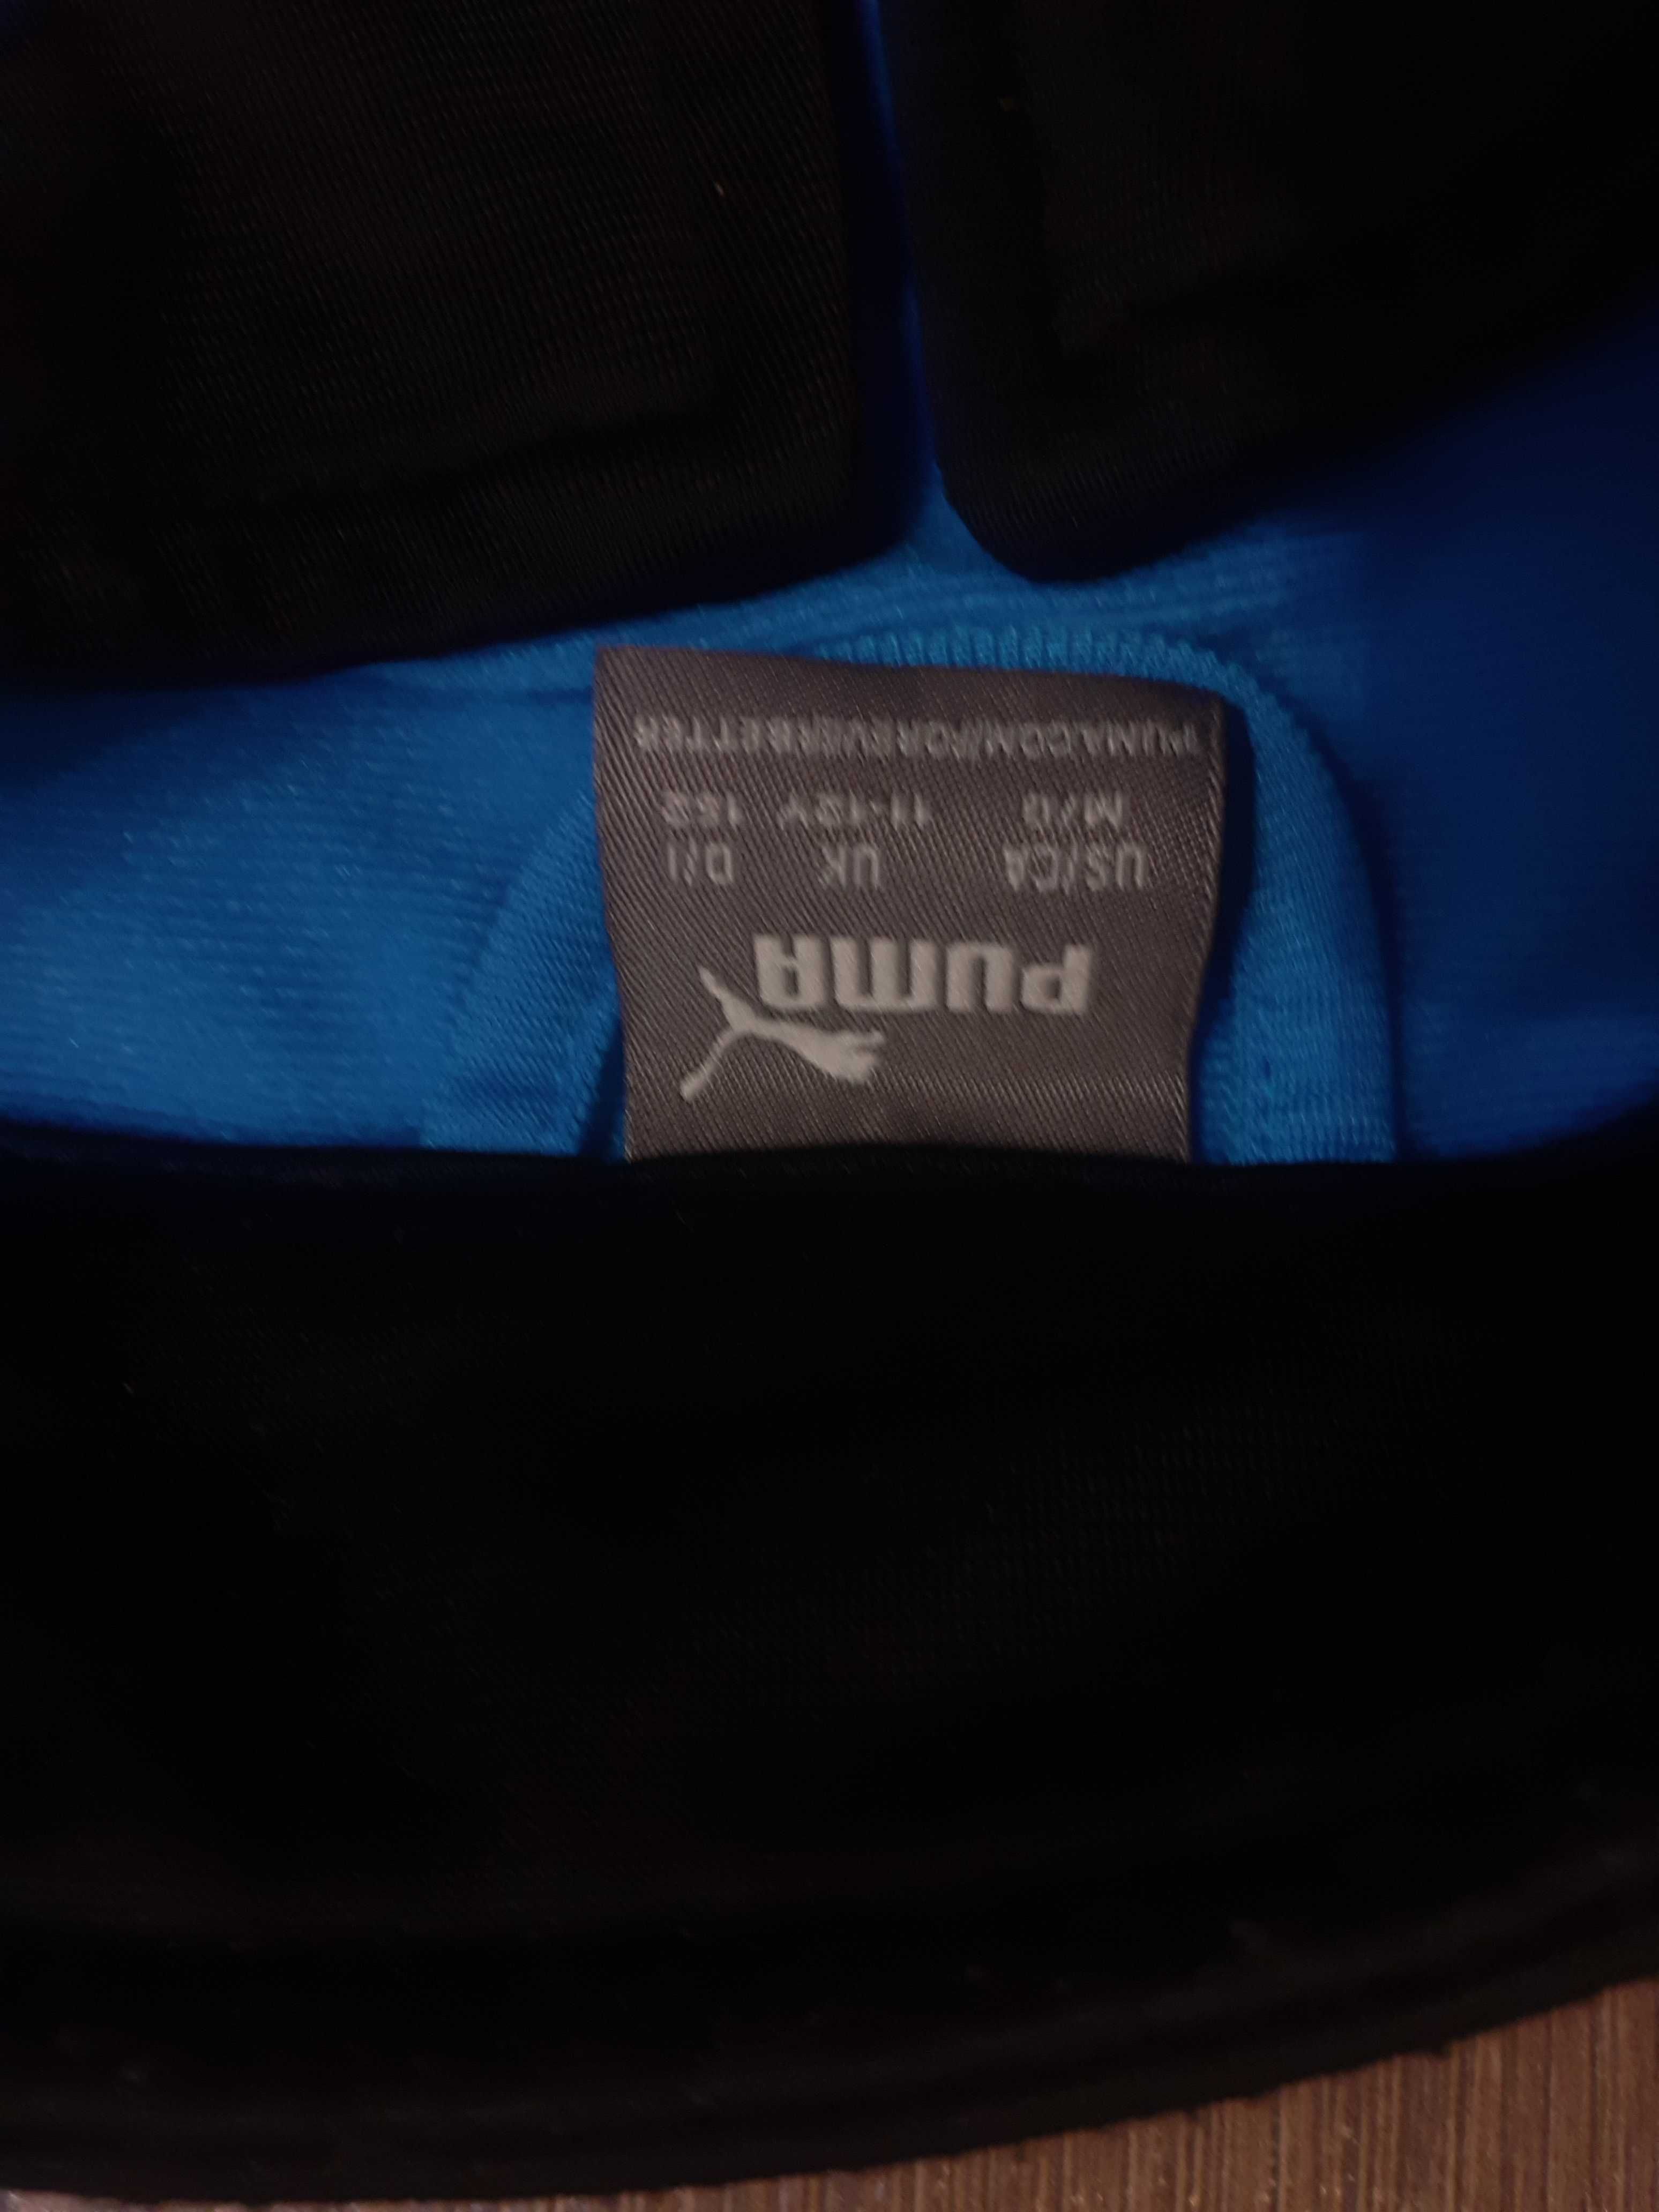 PUMA
US/CA UK D/I
M/G 11-12Y 152
PUMA.COM/FOREVERBETTER